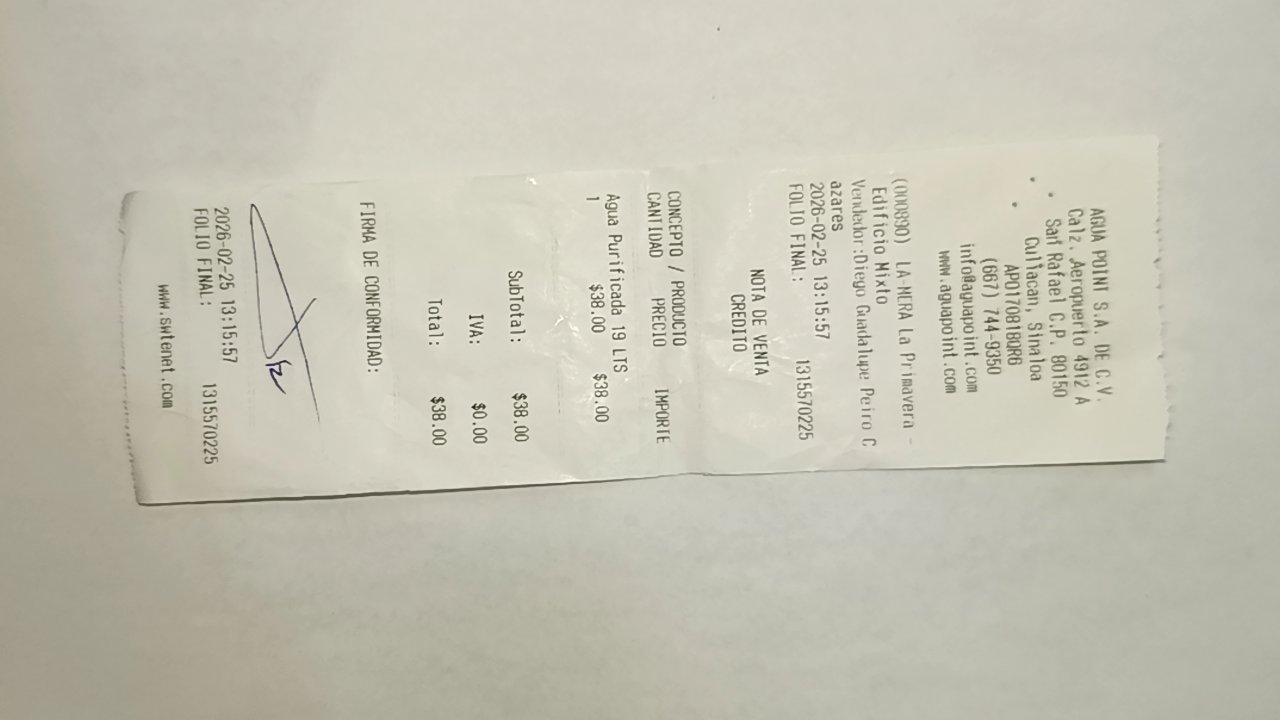 AGUA POINT S.A. DE C.V.
Calz. Aeropuerto 4912 A
San Rafael C.P. 80150
Culiacan, Sinaloa
APO170818QR6
(667) 744-9350
info@aguapoint.com
www.aguapoint.com
(000890) LA-MLRA La Primavera -
Edificio Mixto
Vendedor:Diego Guadalupe Peiro C
azares
2026-02-25 13:15:57
FOLIO FINAL: 1315570225
NOTA DE VENTA
CREDITO
CONCEPTO / PRODUCTO
CANTIDAD PRECIO IMPORTE
Agua Purificada 19 LTS
1 $38.00 $38.00
SubTotal: $38.00
IVA: $0.00
Total: $38.00
FIRMA DE CONFORMIDAD:
2026-02-25 13:15:57
FOLIO FINAL: 1315570225
www.swtenet.com